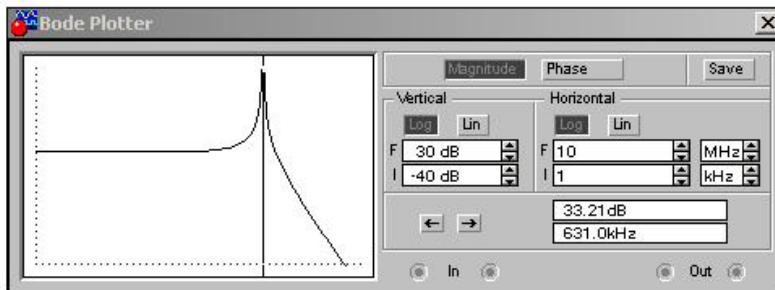 Bode Plotter
Magnitude Phase Save
Vertical Horizontal
Log Lin Log Lin
F 30 dB F 10 MHz
I -40 dB I 1 kHz
33.21dB
631.0kHz
In Out